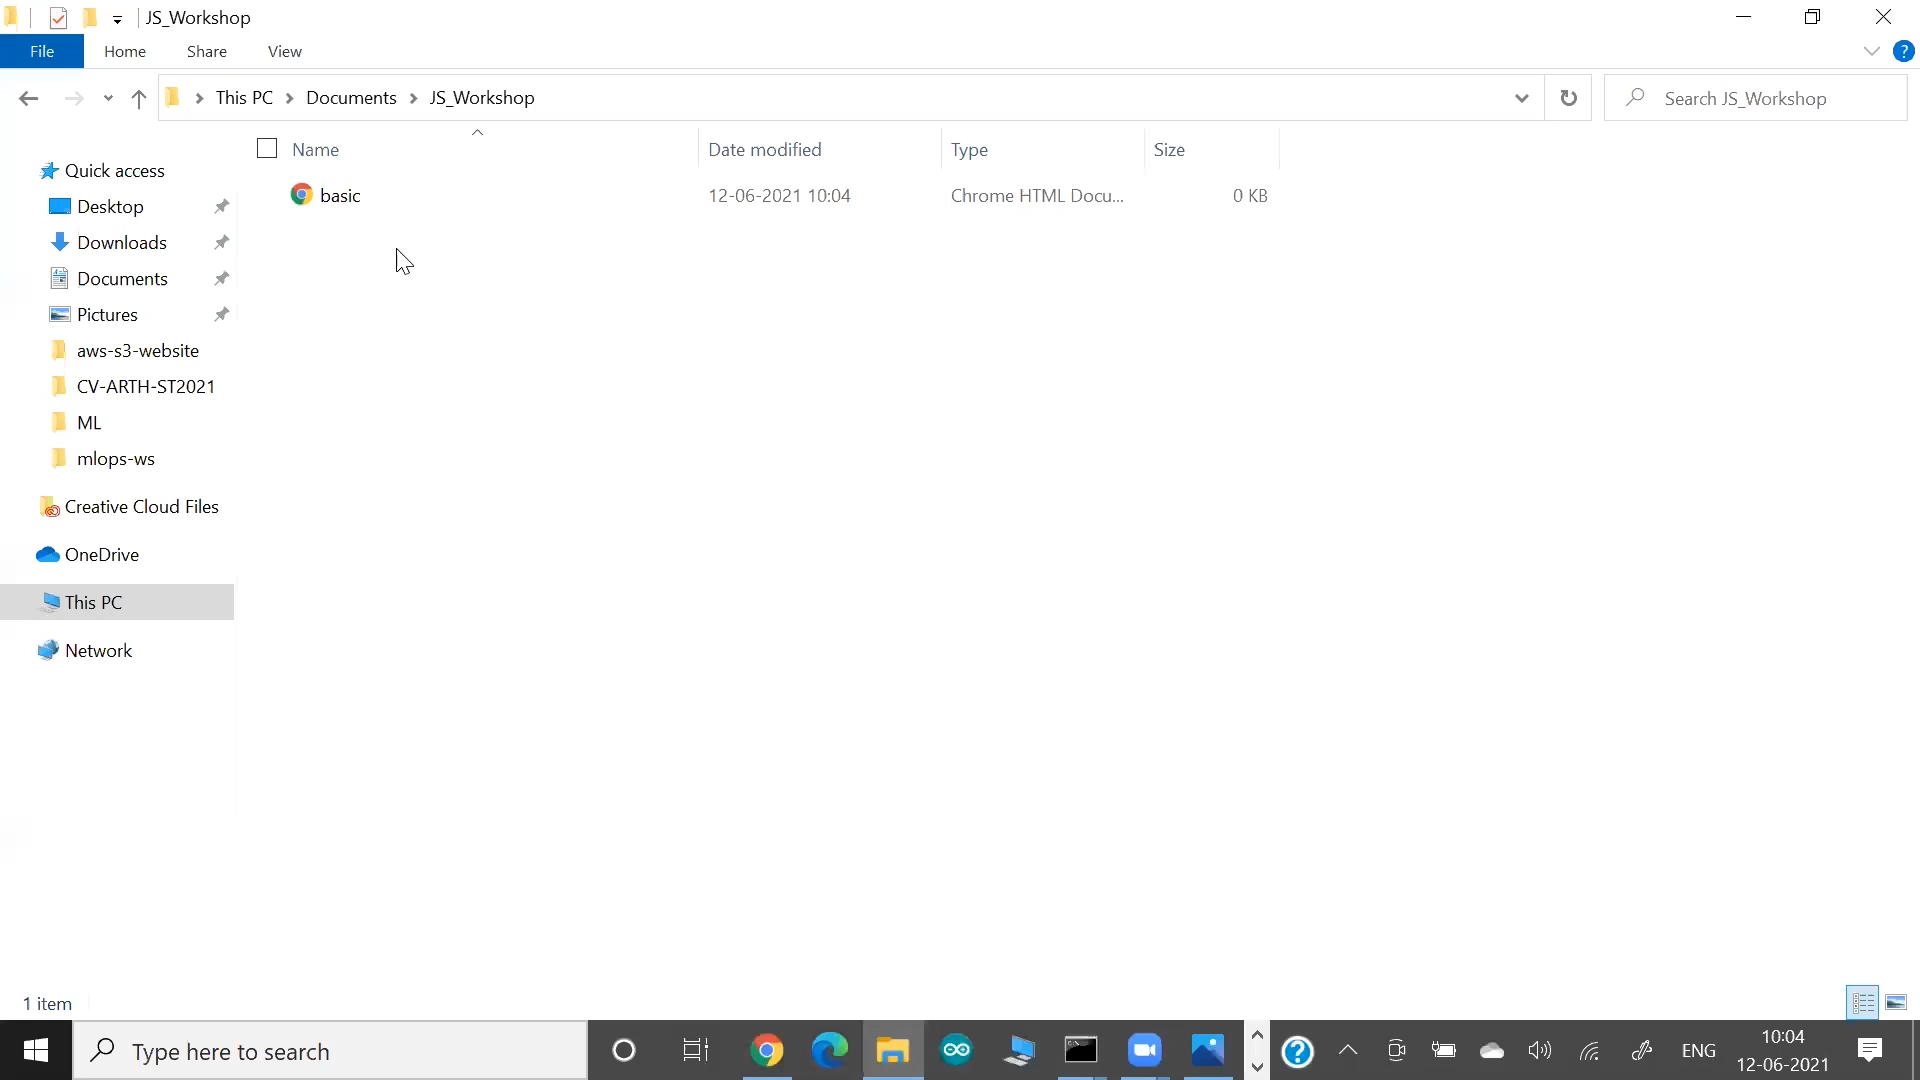 JS_Workshop
File Home Share View
This PC Documents JS_Workshop
Search JS_Workshop
Name Date modified Type Size
basic 12-06-2021 10:04 Chrome HTML Docu... 0 KB
Quick access
Desktop
Downloads
Documents
Pictures
aws-s3-website
CV-ARTH-ST2021
ML
mlops-ws
Creative Cloud Files
OneDrive
This PC
Network
1 item
Type here to search
ENG
10:04
12-06-2021